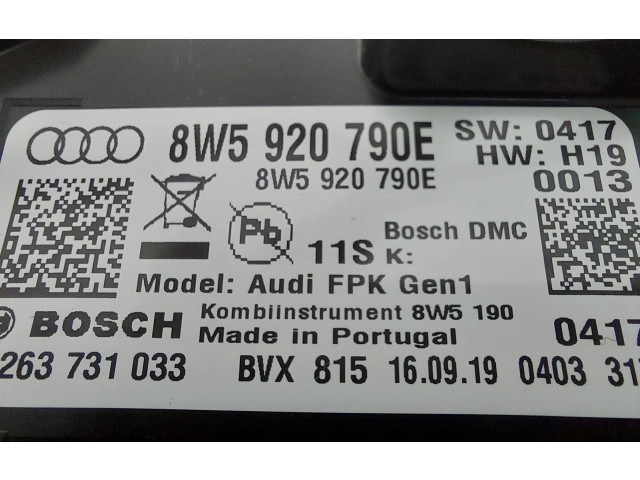 8W5 920 790E SW: 0417
8W5 920 790E HW: H19
0013
Pb
11S K: Bosch DMC
Model: Audi FPK Gen1
BOSCH Kombiinstrument 8W5 190
Made in Portugal 0417
263 731 033 BVX 815 16.09.19 0403